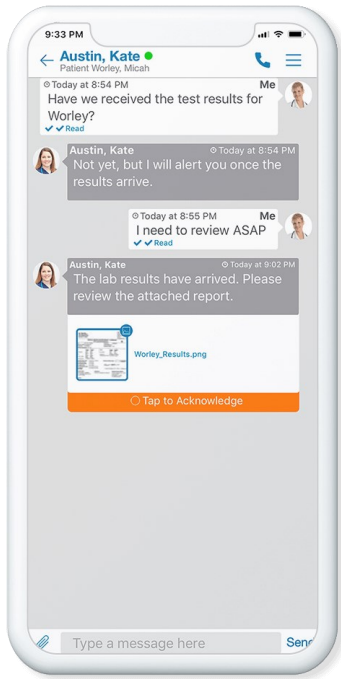 9:33 PM
Austin, Kate
Patient Worley, Micah
Today at 8:54 PM Me
Have we received the test results for
Worley?
Read
Austin, Kate Today at 8:54 PM
Not yet, but I will alert you once the
results arrive.
Today at 8:55 PM Me
I need to review ASAP
Read
Austin, Kate Today at 9:02 PM
The lab results have arrived. Please
review the attached report.
Worley_Results.png
Tap to Acknowledge
Type a message here Send